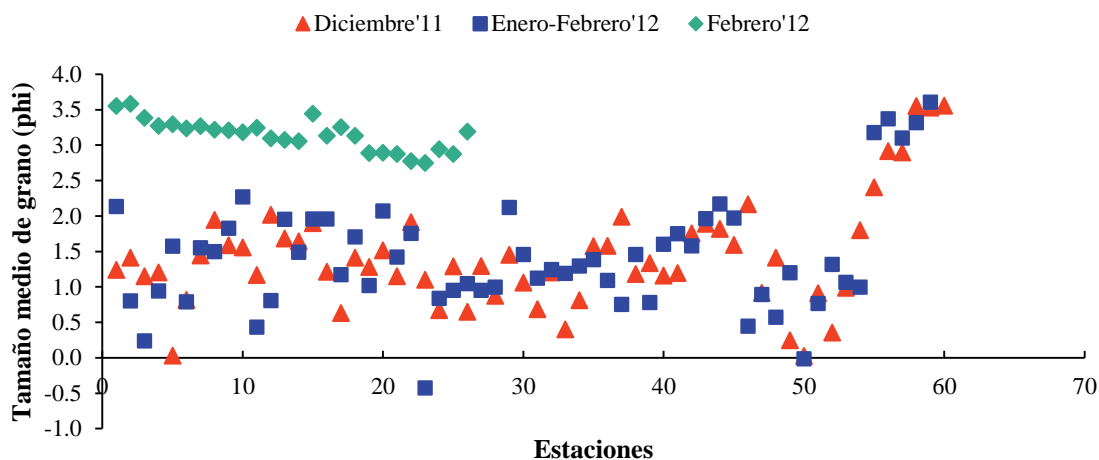 Diciembre'11 Enero-Febrero'12 Febrero'12
Tamaño medio de grano (phi)
4.0
3.5
3.0
2.5
2.0
1.5
1.0
0.5
0.0
-0.5
-1.0
0 10 20 30 40 50 60 70
Estaciones